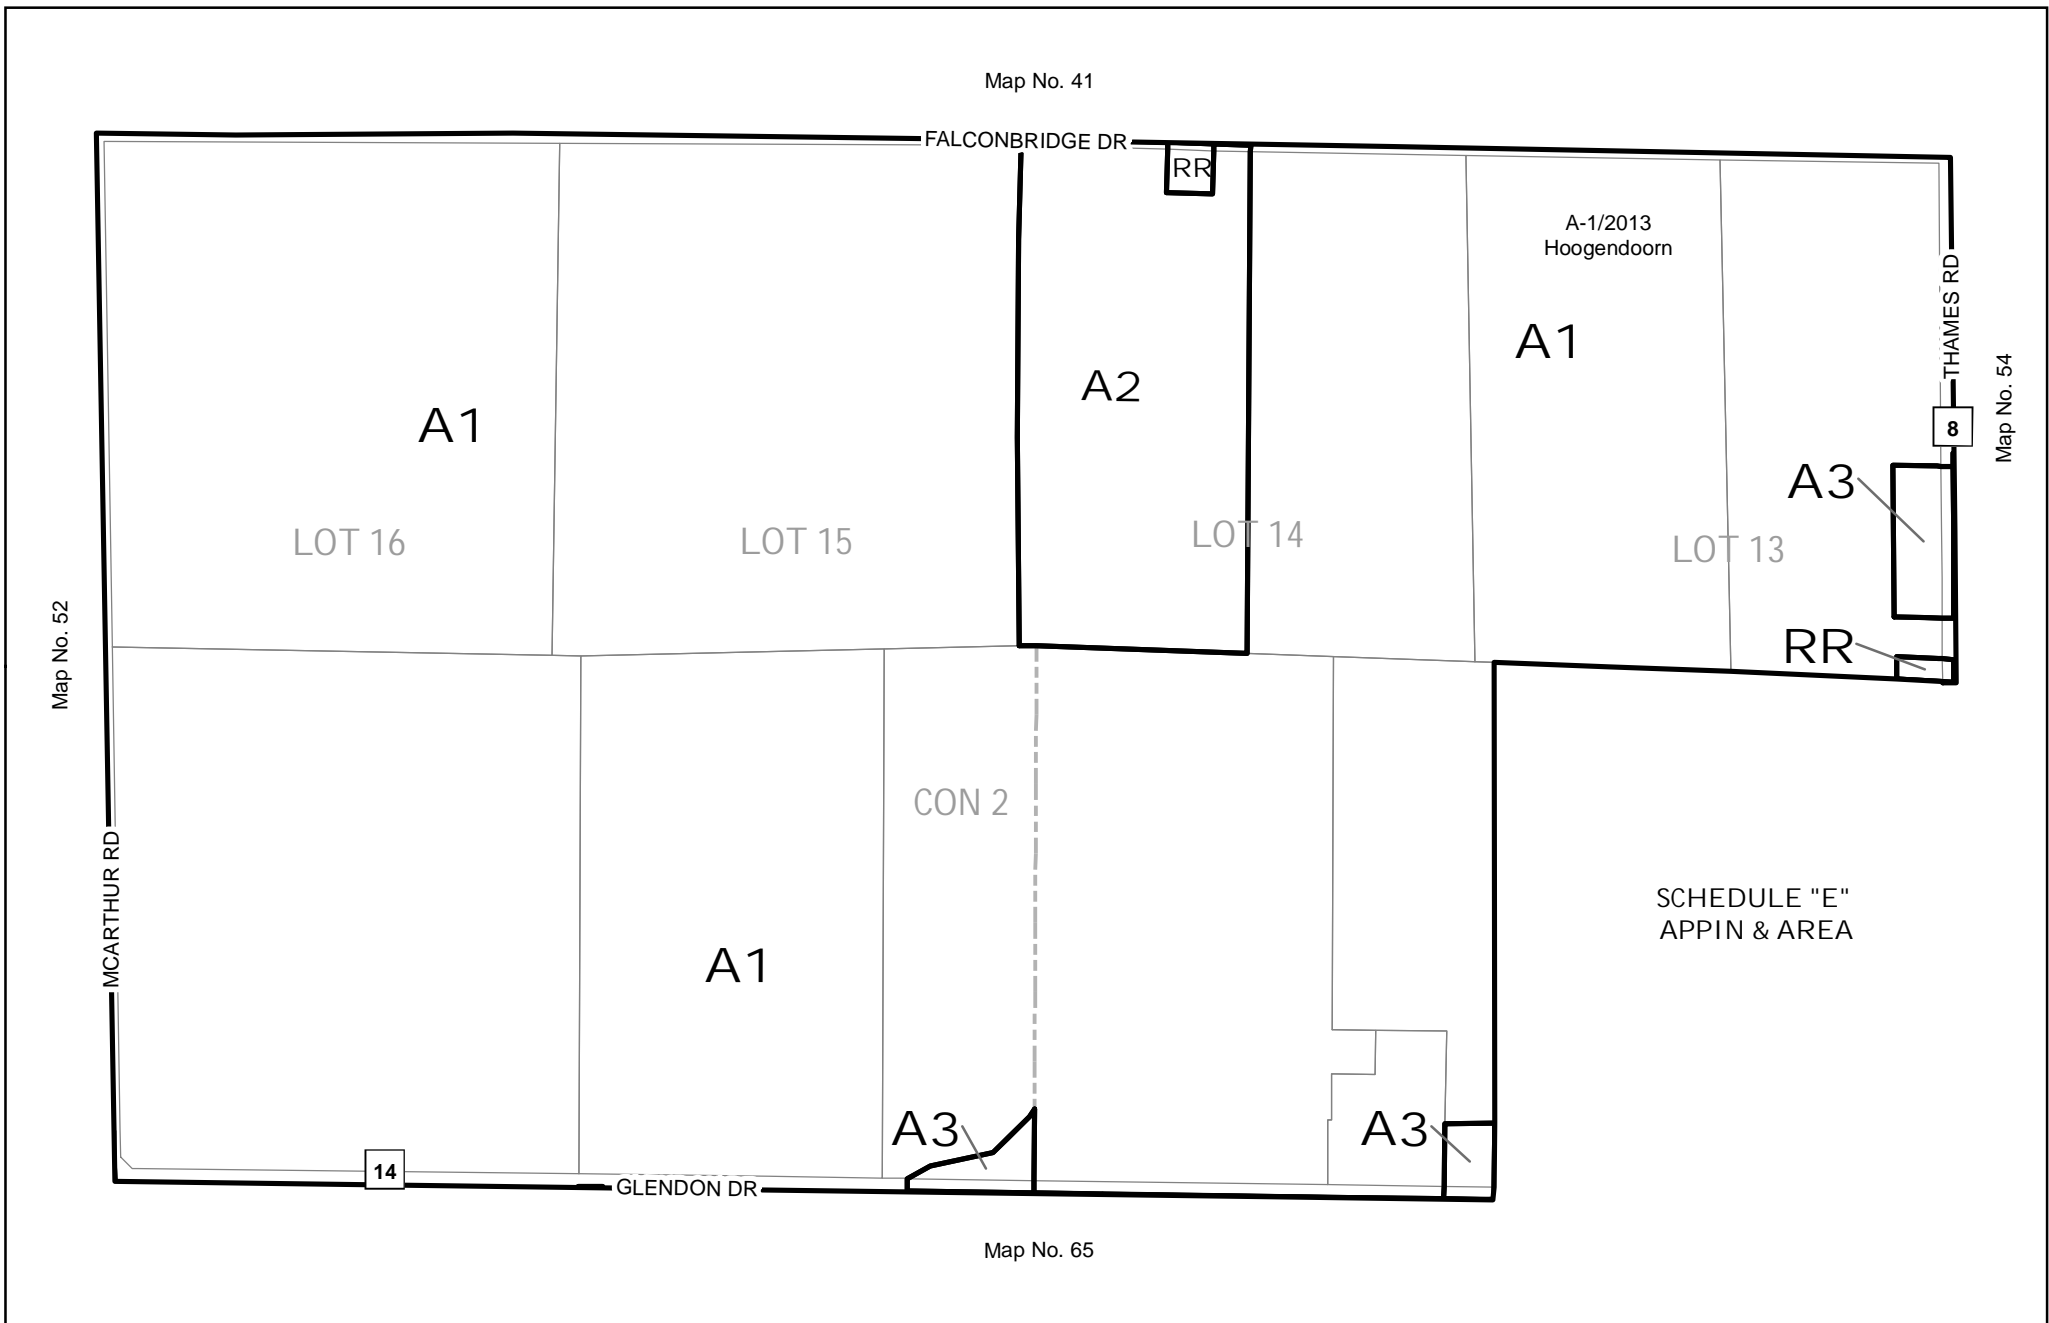 Map No. 41
FALCONBRIDGE DR
RR
A-1/2013
Hoogendoorn
THAMES RD
A1
Map No. 54
A2
A1
8
A3
LOT 16
LOT 15
LOT 14
LOT 13
Map No. 52
RR
CON 2
MCARTHUR RD
SCHEDULE "E"
APPIN & AREA
A1
A3
A3
14
GLENDON DR
Map No. 65